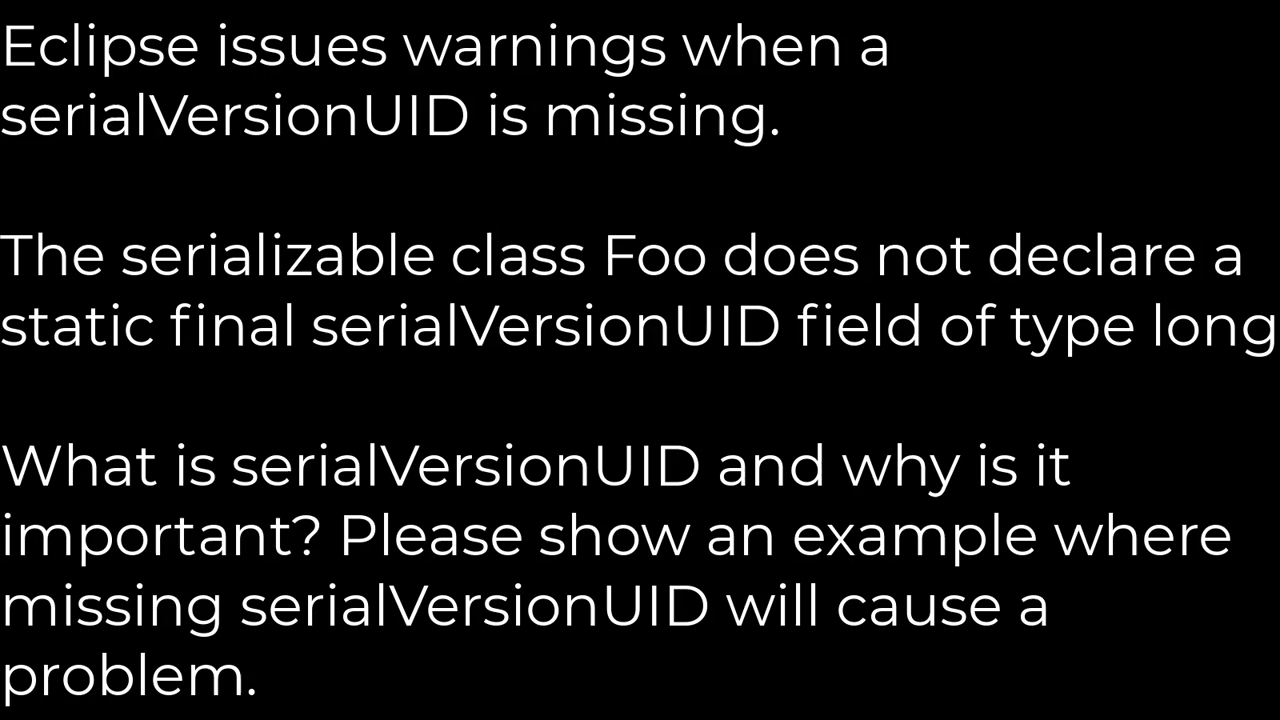 Eclipse issues warnings when a
serialVersionUID is missing.
The serializable class Foo does not declare a
static final serialVersionUID field of type long
What is serialVersionUID and why is it
important? Please show an example where
missing serialVersionUID will cause a
problem.